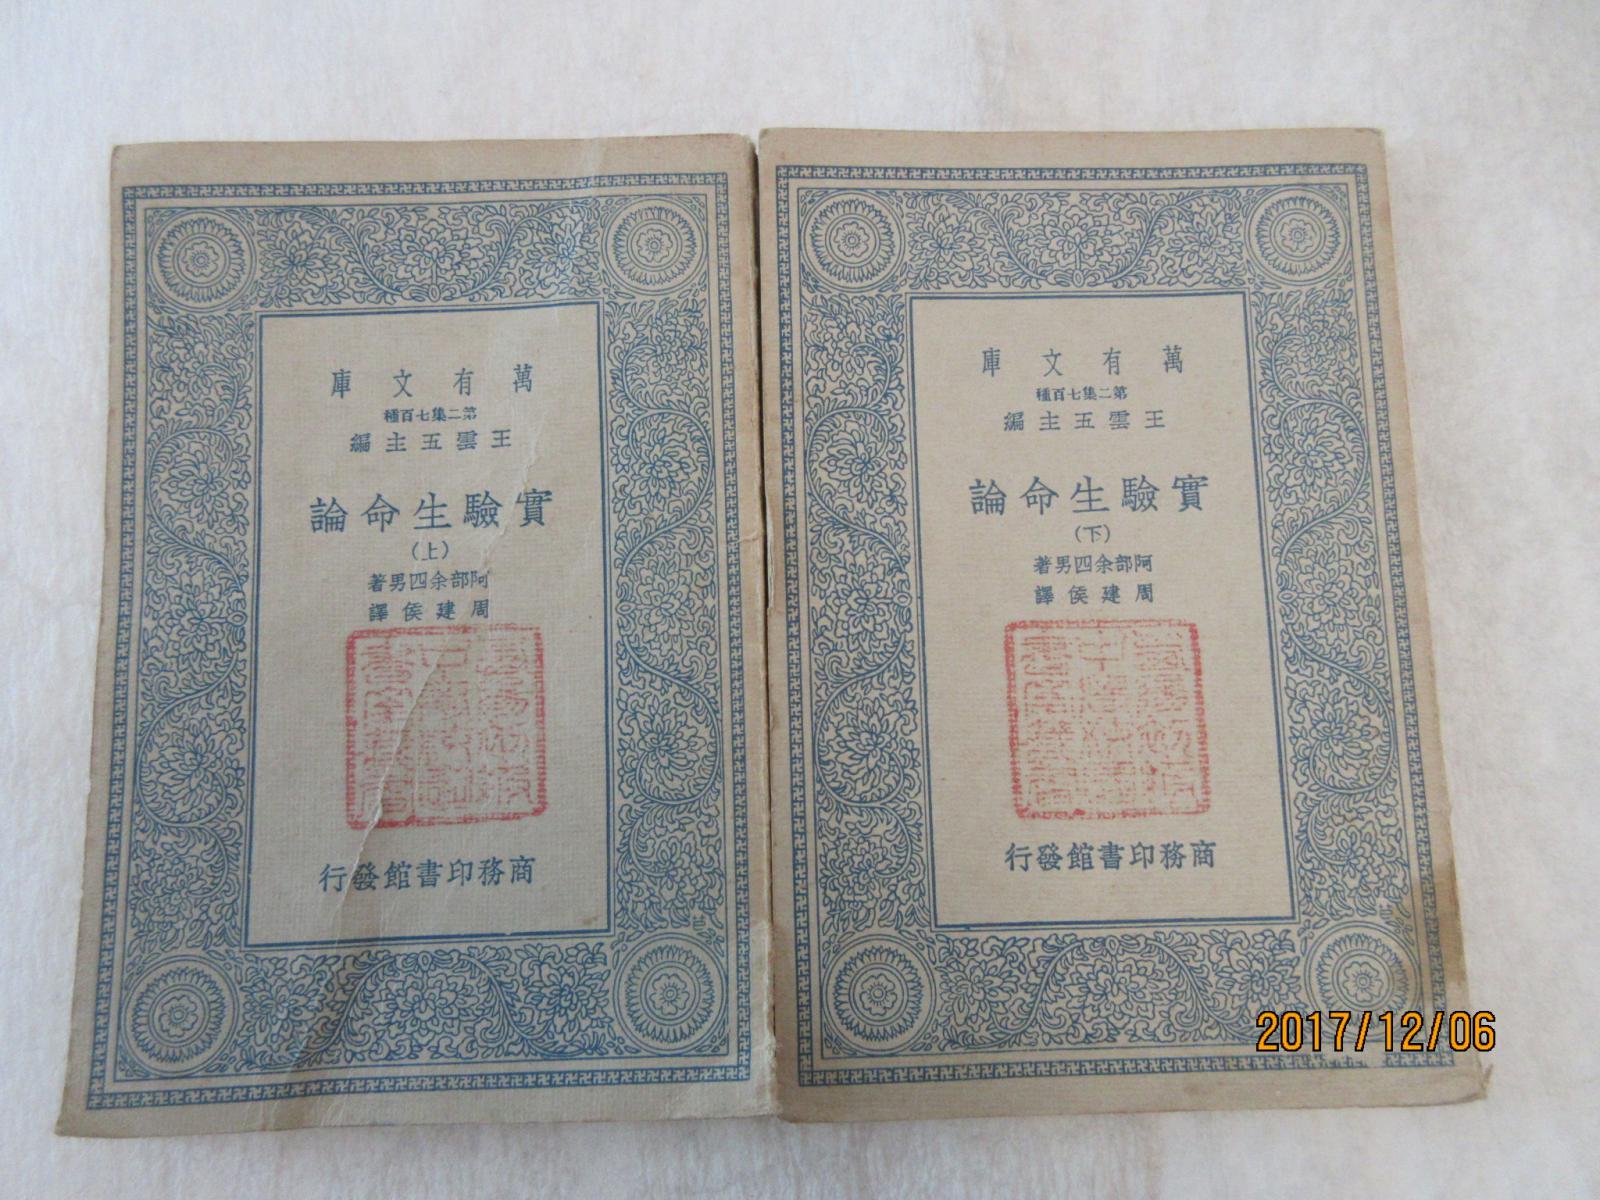 萬有文庫
第二集七百種
王雲五主編
實驗生命論
（上）
阿部余四男著
周建侯譯
商務印書館發行
萬有文庫
第二集七百種
王雲五主編
實驗生命論
（下）
阿部余四男著
周建侯譯
商務印書館發行
2017/12/06